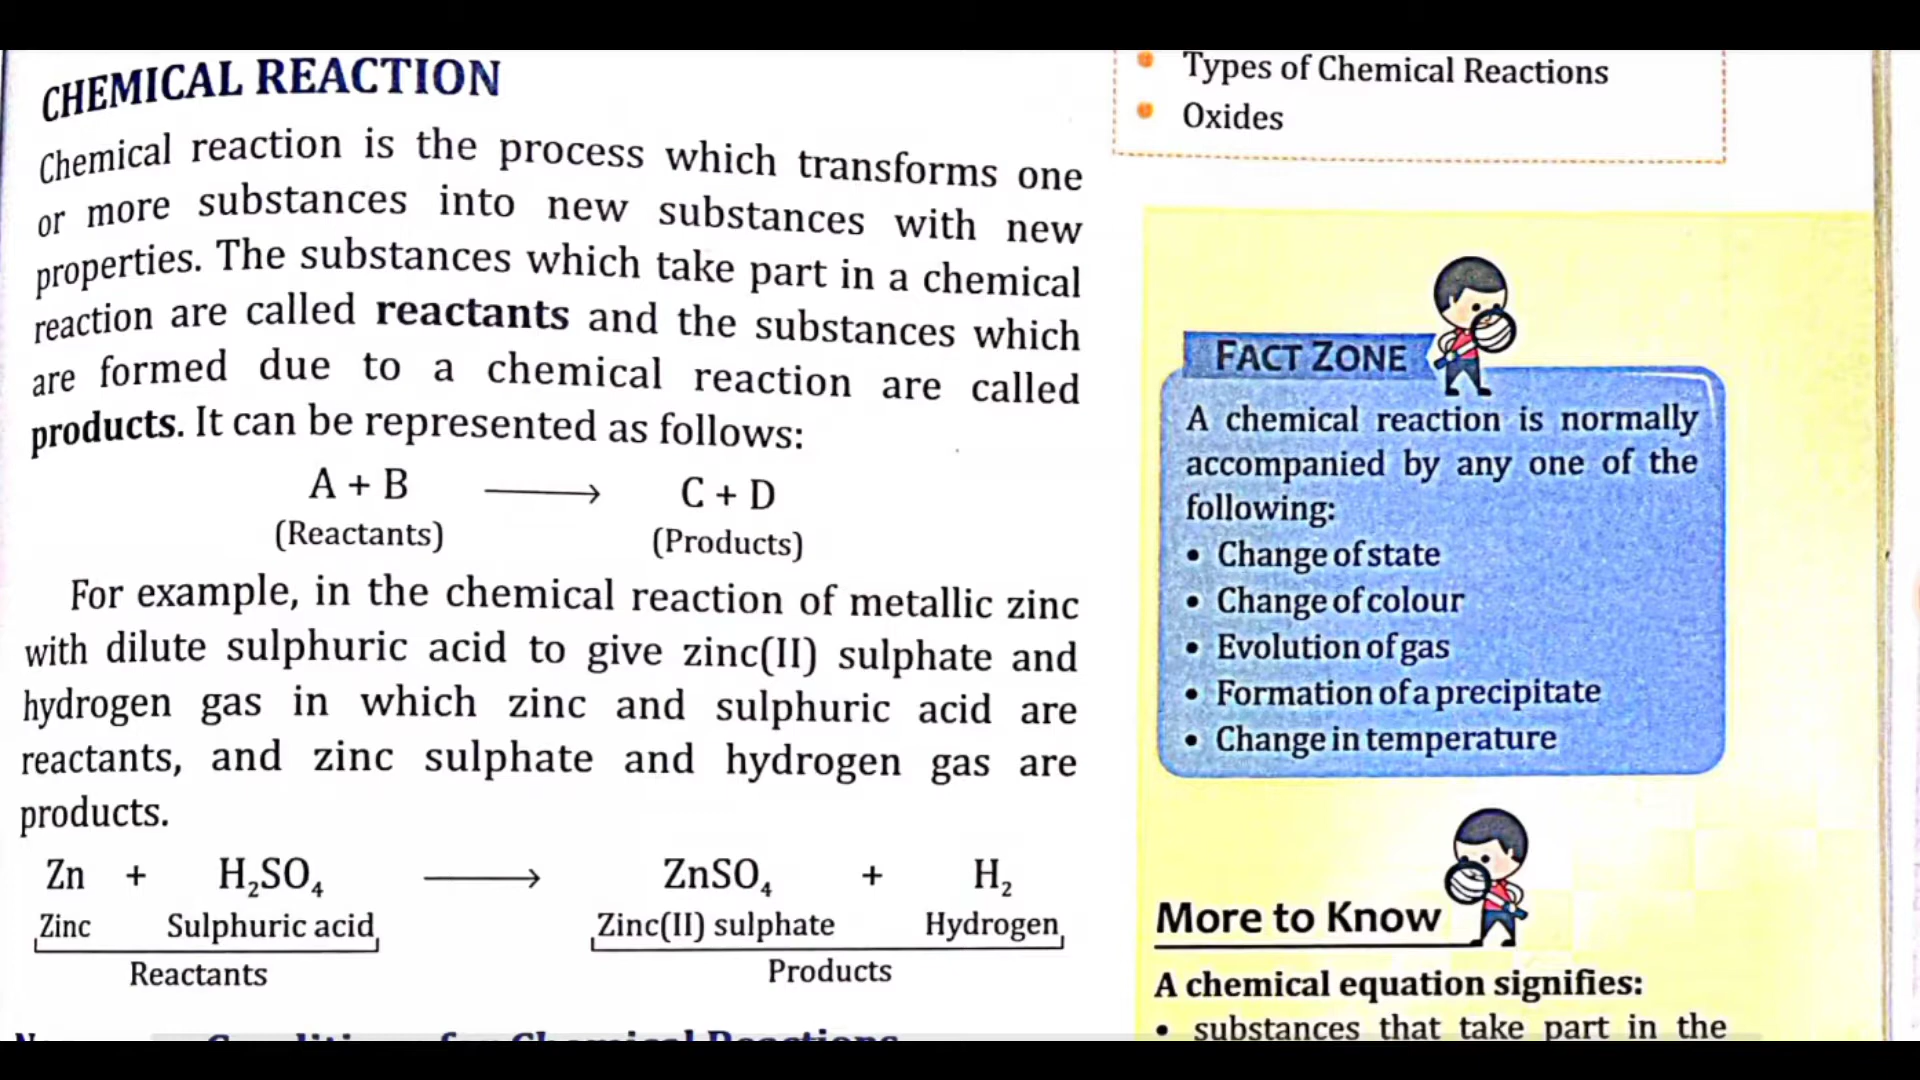 CHEMICAL REACTION
Chemical reaction is the process which transforms one
or more substances into new substances with new
properties. The substances which take part in a chemical
reaction are called reactants and the substances which
are formed due to a chemical reaction are called
products. It can be represented as follows:
A + B ⟶ C + D
(Reactants) (Products)
For example, in the chemical reaction of metallic zinc
with dilute sulphuric acid to give zinc(II) sulphate and
hydrogen gas in which zinc and sulphuric acid are
reactants, and zinc sulphate and hydrogen gas are
products.
Zn + H₂SO₄ ⟶ ZnSO₄ + H₂
Zinc Sulphuric acid Zinc(II) sulphate Hydrogen
Reactants Products
for Chemical Reactions
• Types of Chemical Reactions
• Oxides
FACT ZONE
A chemical reaction is normally
accompanied by any one of the
following:
• Change of state
• Change of colour
• Evolution of gas
• Formation of a precipitate
• Change in temperature
More to Know
A chemical equation signifies:
• substances that take part in the